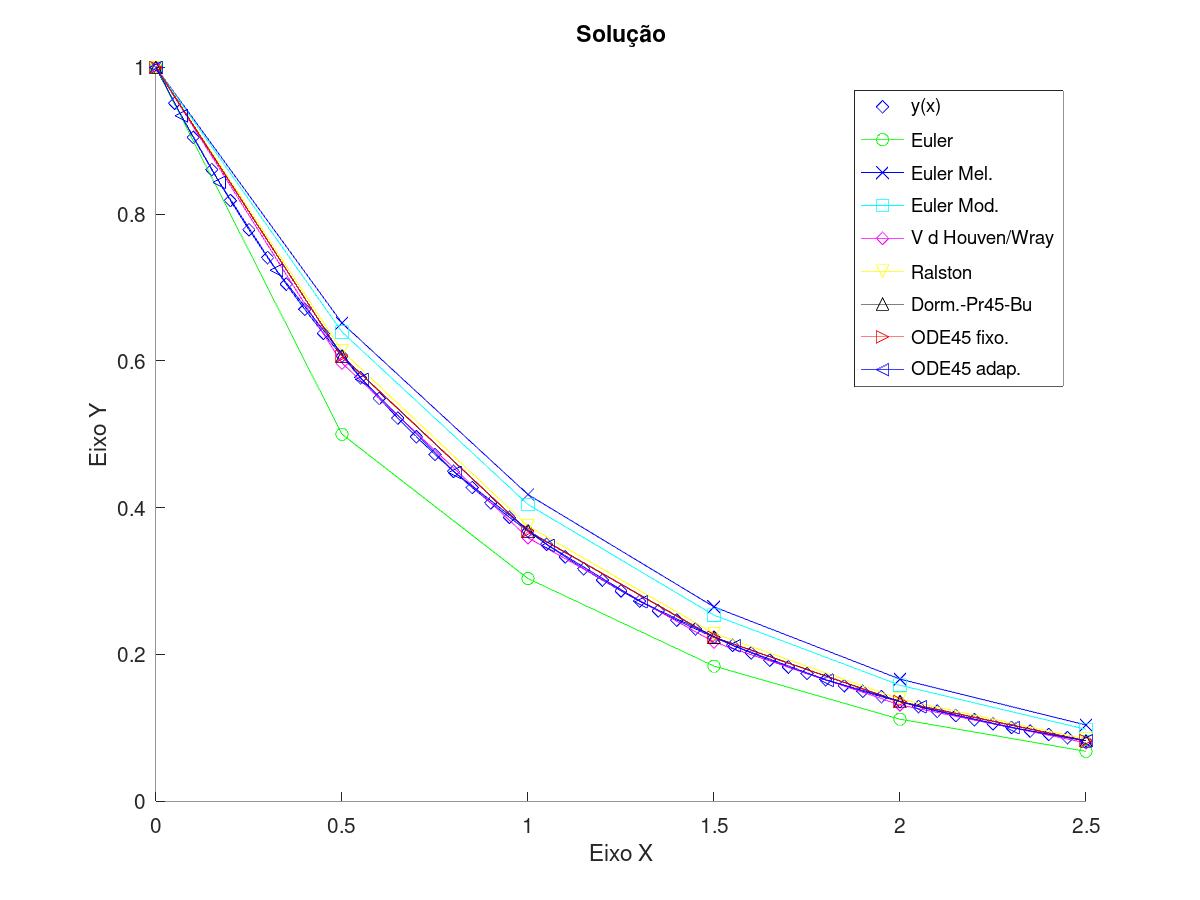 Solução
1
0.8
0.6
0.4
0.2
0
0
0.5
1
1.5
2
2.5
Eixo X
Eixo Y
y(x)
Euler
Euler Mel.
Euler Mod.
V d Houven/Wray
Ralston
Dorm.-Pr45-Bu
ODE45 fixo.
ODE45 adap.